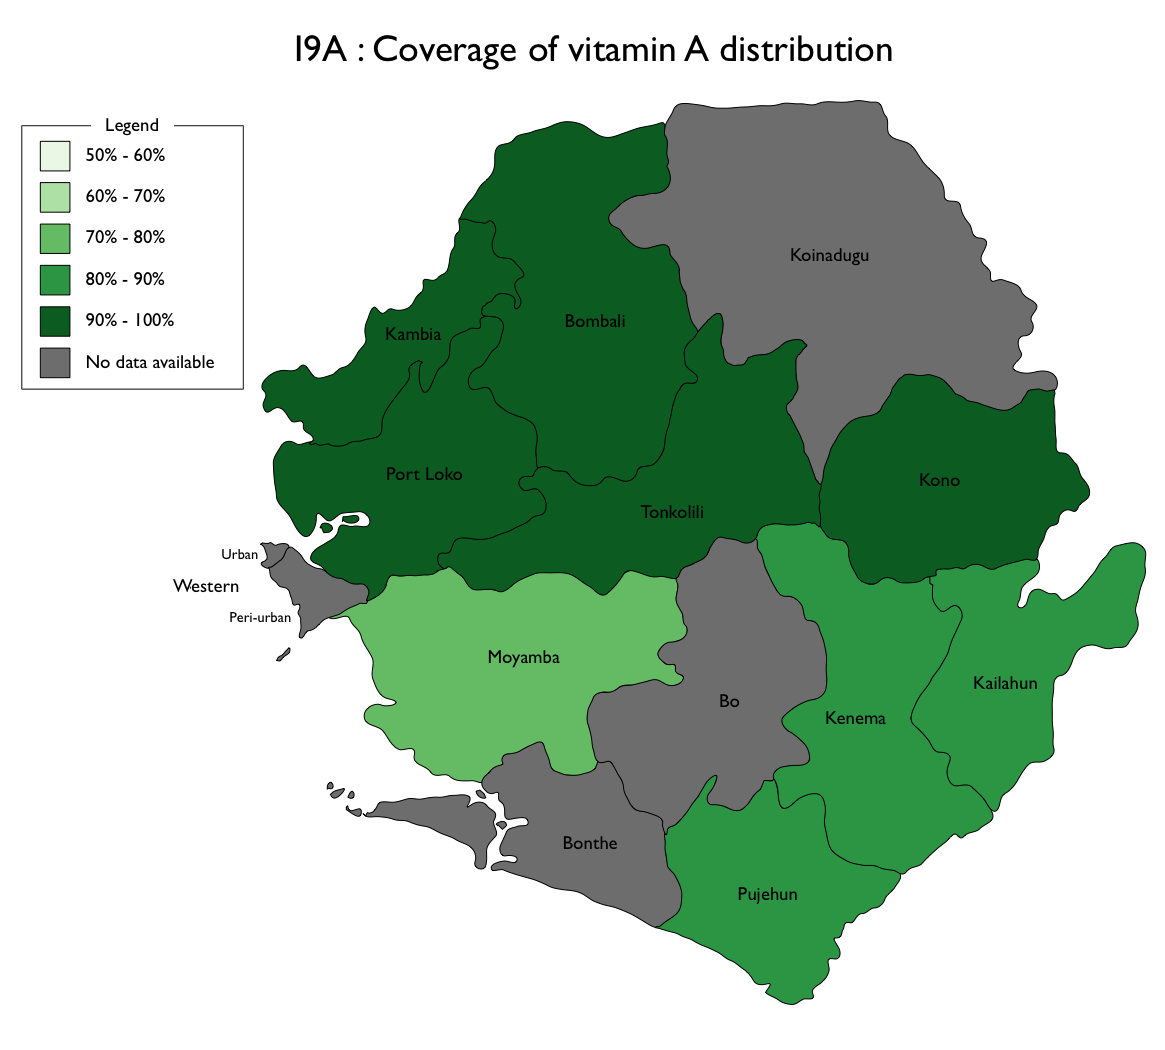 I9A : Coverage of vitamin A distribution
Legend
50% - 60%
60% - 70%
70% - 80%
80% - 90%
90% - 100%
No data available
Koinadugu
Bombali
Kambia
Port Loko
Kono
Tonkolili
Urban
Western
Peri-urban
Moyamba
Kailahun
Bo
Kenema
Bonthe
Pujehun